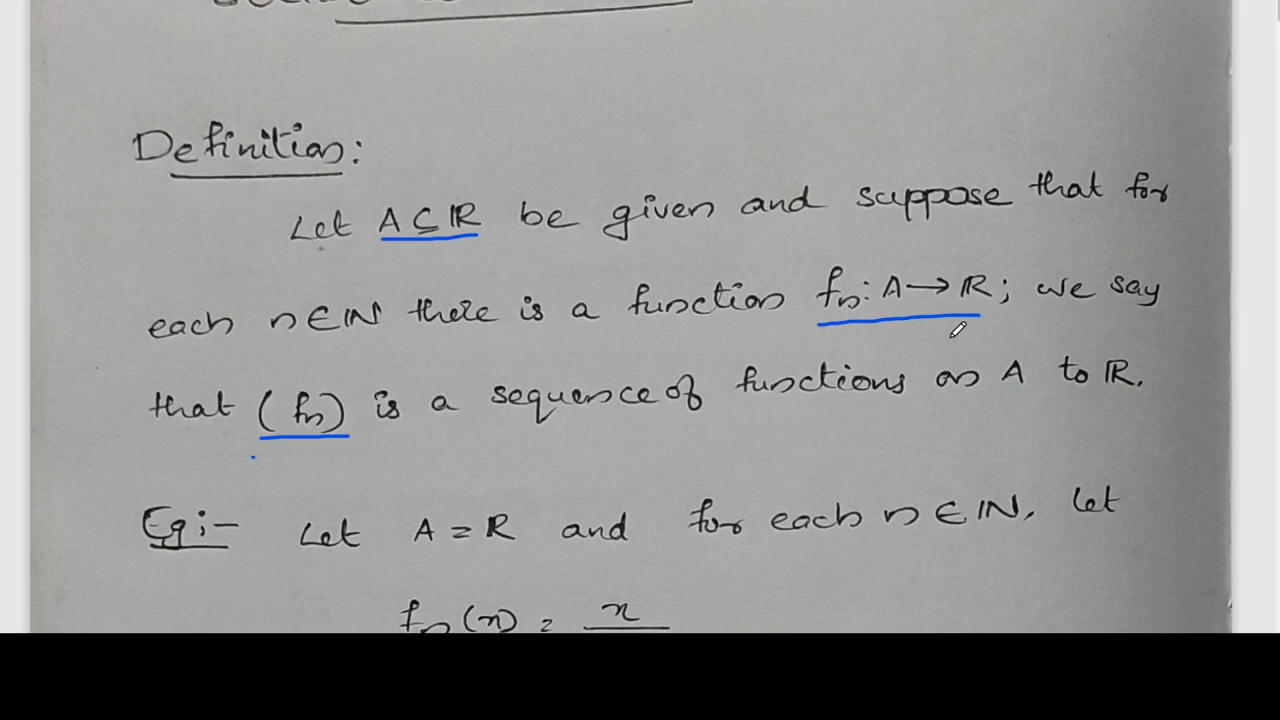 Definition:
Let A ⊆ ℝ be given and suppose that for
each n ∈ ℕ there is a function fn: A → ℝ; we say
that (fn) is a sequence of functions on A to ℝ.
Eg:- Let A = R and for each n ∈ ℕ, let
fn(x) = x